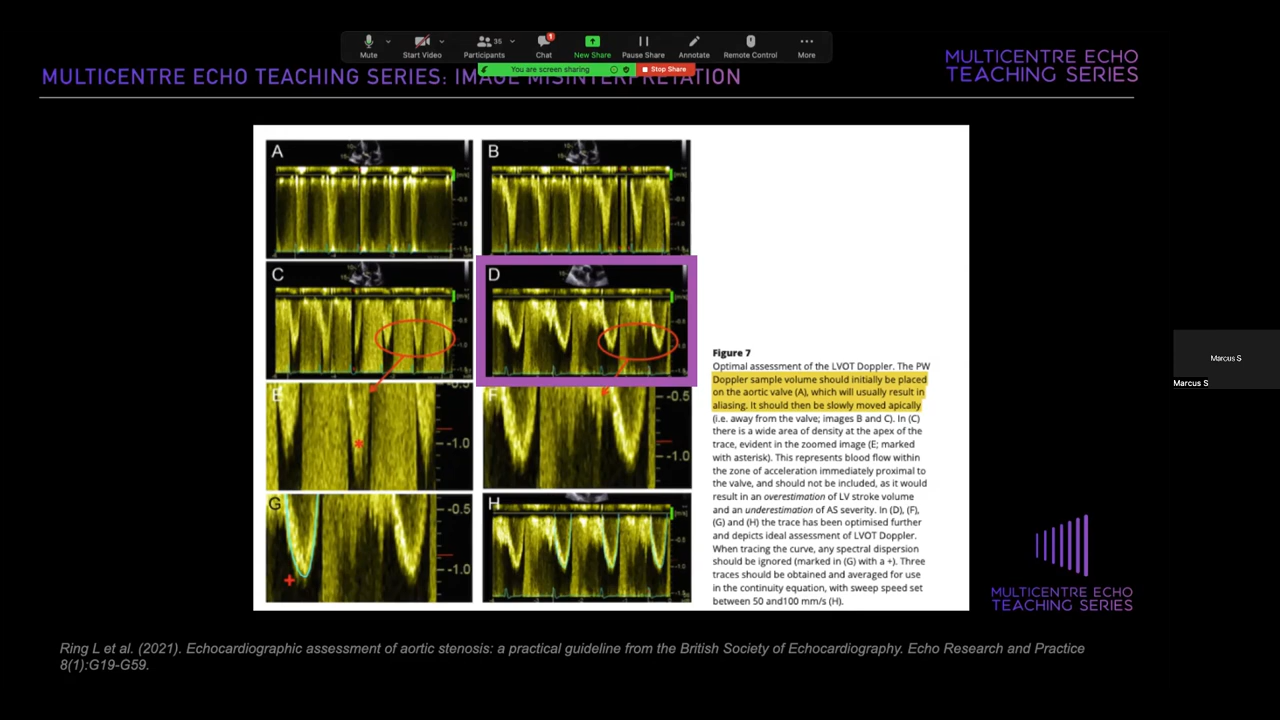 Mute
Start Video
Participants
35
Chat
1
New Share
Pause Share
Annotate
Remote Control
More
You are screen sharing
Stop Share
MULTICENTRE ECHO TEACHING SERIES: IMAGE MISINTERPRETATION
MULTICENTRE ECHO
TEACHING SERIES
A
B
C
D
E
F
-0.5
-1.0
-1.0
G
-0.5
-1.0
H
Figure 7
Optimal assessment of the LVOT Doppler. The PW
Doppler sample volume should initially be placed
on the aortic valve (A), which will usually result in
aliasing. It should then be slowly moved apically
(i.e. away from the valve; images B and C). In (C)
there is a wide area of density at the apex of the
trace, evident in the zoomed image (E; marked
with asterisk). This represents blood flow within
the zone of acceleration immediately proximal to
the valve, and should not be included, as it would
result in an overestimation of LV stroke volume
and an underestimation of AS severity. In (D), (F),
(G) and (H) the trace has been optimised further
and depicts ideal assessment of LVOT Doppler.
When tracing the curve, any spectral dispersion
should be ignored (marked in (G) with a +). Three
traces should be obtained and averaged for use
in the continuity equation, with sweep speed set
between 50 and100 mm/s (H).
Marcus S
Marcus S
MULTICENTRE ECHO
TEACHING SERIES
Ring L et al. (2021). Echocardiographic assessment of aortic stenosis: a practical guideline from the British Society of Echocardiography. Echo Research and Practice
8(1):G19-G59.